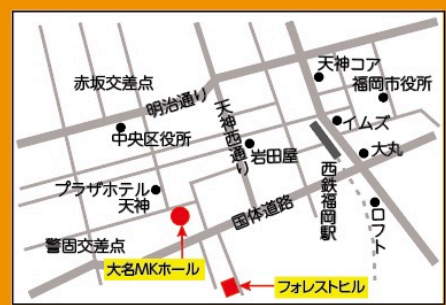 天神コア
福岡市役所
赤坂交差点
明治通り
天神西通り
中央区役所
イムズ
岩田屋
大丸
西鉄福岡駅
プラザホテル
天神
国体道路
ロフト
警固交差点
大名MKホール
フォレストヒル